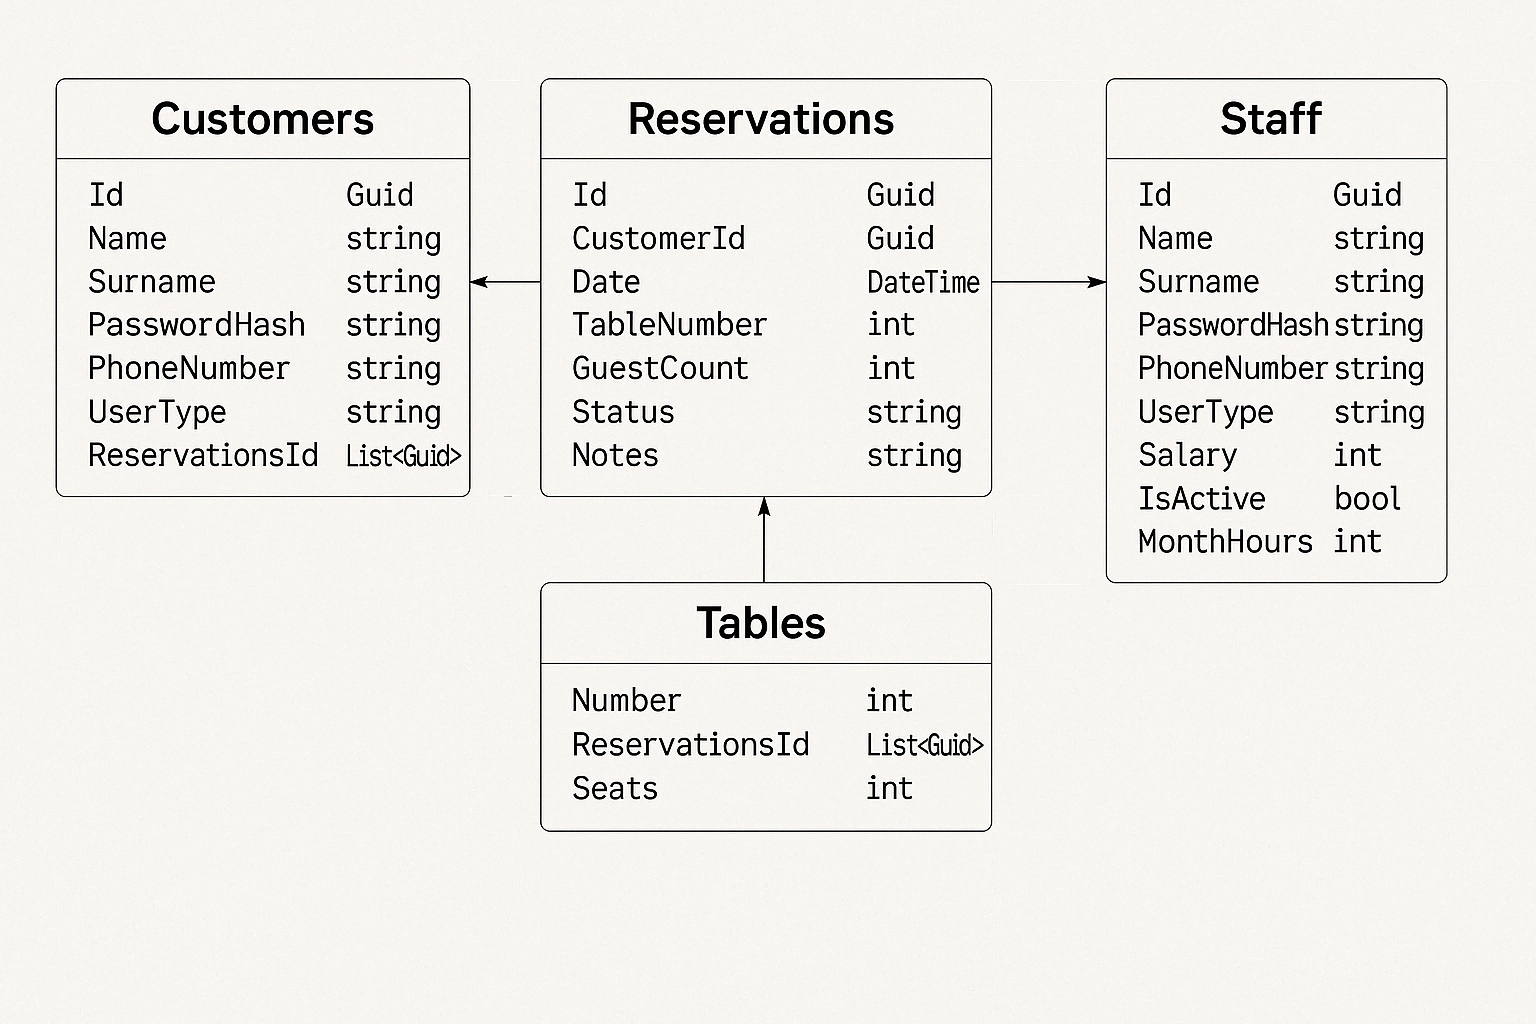 Customers
Id Guid
Name string
Surname string
PasswordHash string
PhoneNumber string
UserType string
ReservationsId List<Guid>
Reservations
Id Guid
CustomerId Guid
Date DateTime
TableNumber int
GuestCount int
Status string
Notes string
Staff
Id Guid
Name string
Surname string
PasswordHash string
PhoneNumber string
UserType string
Salary int
IsActive bool
MonthHours int
Tables
Number int
ReservationsId List<Guid>
Seats int